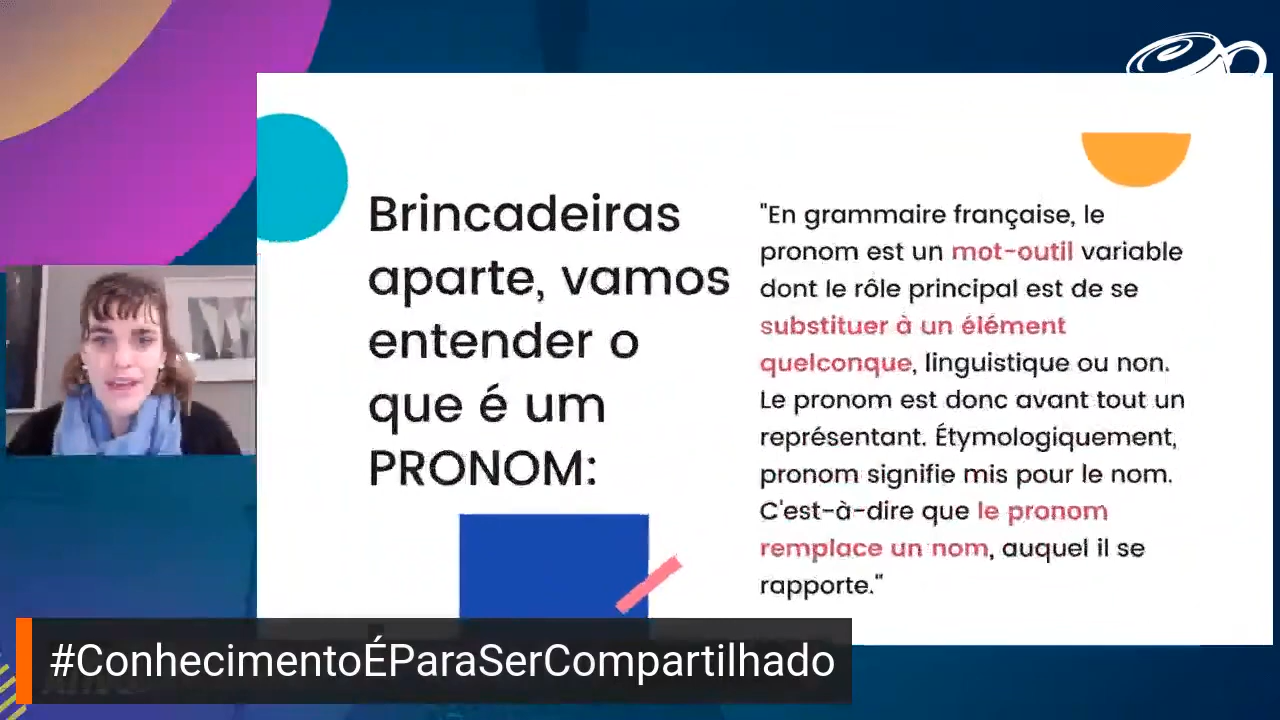 Brincadeiras
aparte, vamos
entender o
que é um
PRONOM:
"En grammaire française, le
pronom est un mot-outil variable
dont le rôle principal est de se
substituer à un élément
quelconque, linguistique ou non.
Le pronom est donc avant tout un
représentant. Étymologiquement,
pronom signifie mis pour le nom.
C'est-à-dire que le pronom
remplace un nom, auquel il se
rapporte."
#ConhecimentoÉParaSerCompartilhado